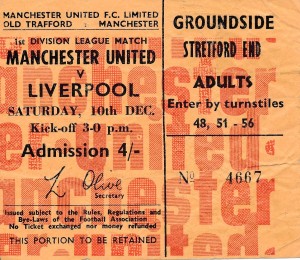 MANCHESTER UNITED F.C. LIMITED
OLD TRAFFORD : MANCHESTER
1st DIVISION LEAGUE MATCH
MANCHESTER UNITED
V
LIVERPOOL
SATURDAY, 10th DEC.
Kick-off 3-0 p.m.
Admission 4/-
L. Olive
Secretary
Issued subject to the Rules, Regulations and
Bye-Laws of the Football Association
No Ticket exchanged nor money refunded
THIS PORTION TO BE RETAINED
GROUNDSIDE
STRETFORD END
ADULTS
Enter by turnstiles
48, 51 - 56
No 4667